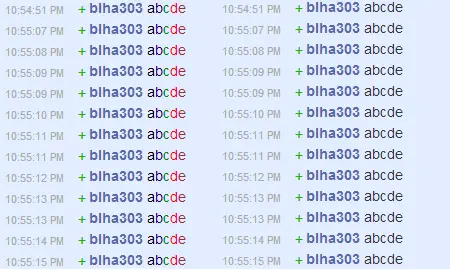 10:54:51 PM + blha303 abcde 10:54:51 PM + blha303 abcde
10:55:07 PM + blha303 abcde 10:55:07 PM + blha303 abcde
10:55:08 PM + blha303 abcde 10:55:08 PM + blha303 abcde
10:55:09 PM + blha303 abcde 10:55:09 PM + blha303 abcde
10:55:09 PM + blha303 abcde 10:55:09 PM + blha303 abcde
10:55:10 PM + blha303 abcde 10:55:10 PM + blha303 abcde
10:55:11 PM + blha303 abcde 10:55:11 PM + blha303 abcde
10:55:11 PM + blha303 abcde 10:55:11 PM + blha303 abcde
10:55:12 PM + blha303 abcde 10:55:12 PM + blha303 abcde
10:55:13 PM + blha303 abcde 10:55:13 PM + blha303 abcde
10:55:13 PM + blha303 abcde 10:55:13 PM + blha303 abcde
10:55:14 PM + blha303 abcde 10:55:14 PM + blha303 abcde
10:55:15 PM + blha303 abcde 10:55:15 PM + blha303 abcde